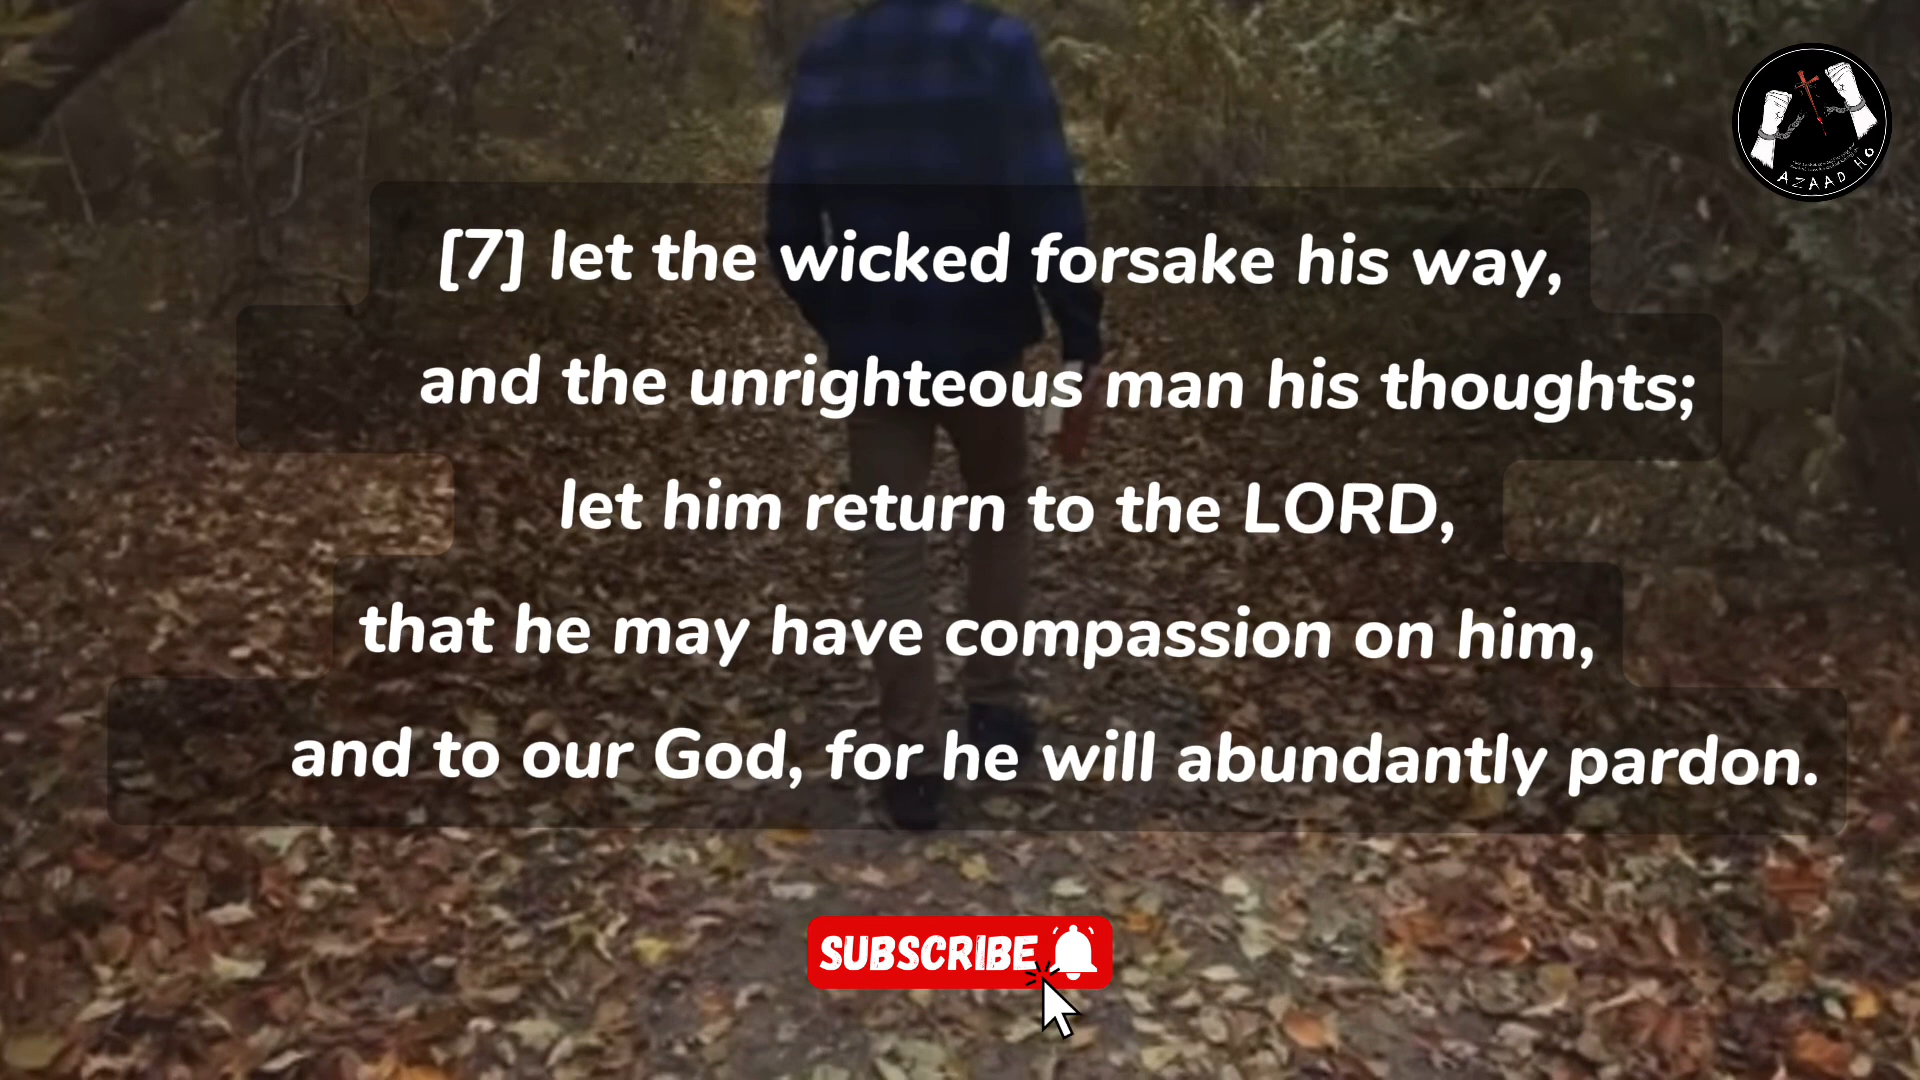 [7] let the wicked forsake his way,
and the unrighteous man his thoughts;
let him return to the LORD,
that he may have compassion on him,
and to our God, for he will abundantly pardon.
AZAAD HO
SUBSCRIBE